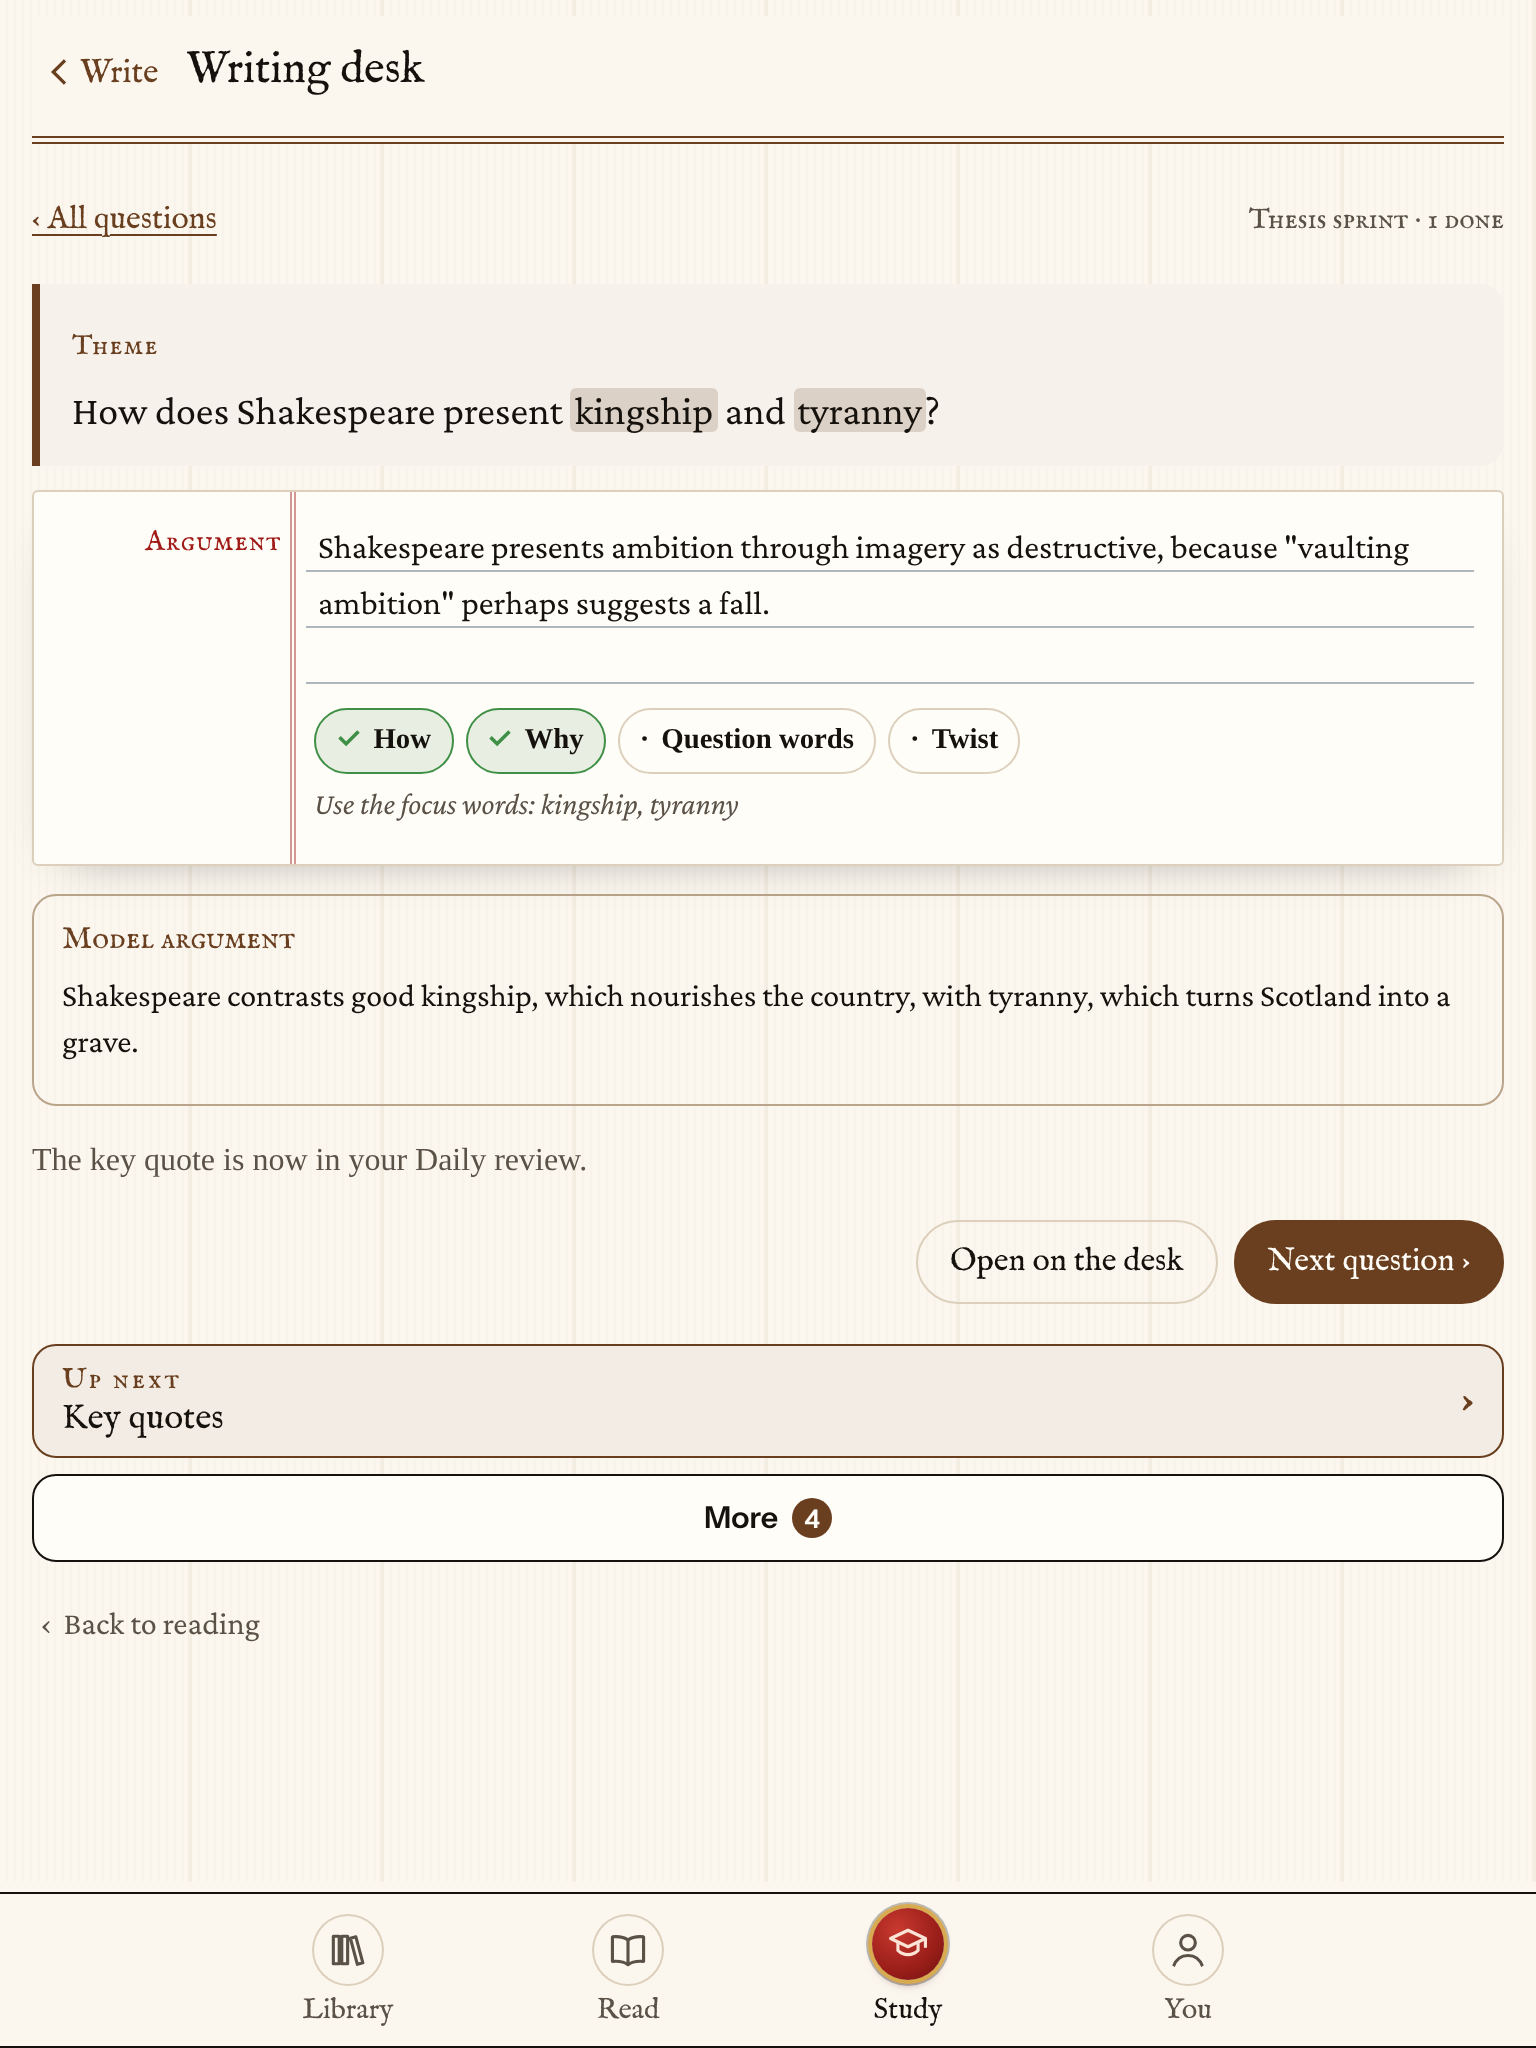 Write Writing desk
‹ All questions
Thesis sprint · 1 done
Theme
How does Shakespeare present kingship and tyranny?
Argument
Shakespeare presents ambition through imagery as destructive, because "vaulting
ambition" perhaps suggests a fall.
How Why · Question words · Twist
Use the focus words: kingship, tyranny
Model argument
Shakespeare contrasts good kingship, which nourishes the country, with tyranny, which turns Scotland into a
grave.
The key quote is now in your Daily review.
Open on the desk Next question ›
Up next
Key quotes ›
More 4
‹ Back to reading
Library Read Study You